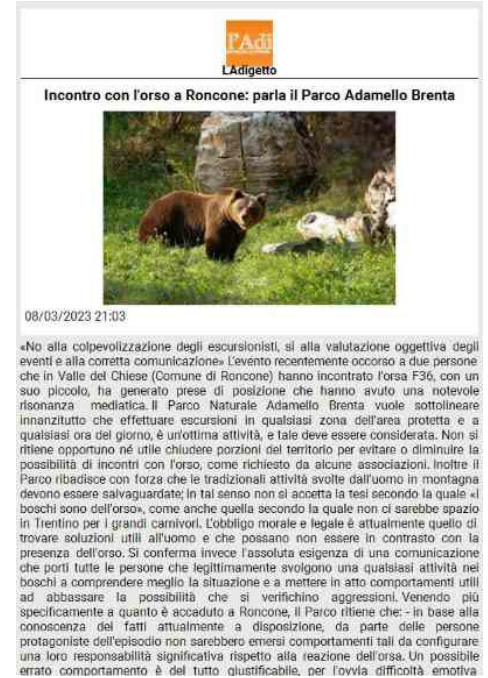 l'Adi
L'Adigetto
Incontro con l'orso a Roncone: parla il Parco Adamello Brenta
08/03/2023 21:03
«No alla colpevolizzazione degli escursionisti, sì alla valutazione oggettiva degli
eventi e alla corretta comunicazione» L'evento recentemente occorso a due persone
che in Valle del Chiese (Comune di Roncone) hanno incontrato l'orsa F36, con un
suo piccolo, ha generato prese di posizione che hanno avuto una notevole
risonanza mediatica. Il Parco Naturale Adamello Brenta vuole sottolineare
innanzitutto che effettuare escursioni in qualsiasi zona dell'area protetta e a
qualsiasi ora del giorno, è un'ottima attività, e tale deve essere considerata. Non si
ritiene opportuno né utile chiudere porzioni del territorio per evitare o diminuire la
possibilità di incontri con l'orso, come richiesto da alcune associazioni. Inoltre il
Parco ribadisce con forza che le tradizionali attività svolte dall'uomo in montagna
devono essere salvaguardate; in tal senso non si accetta la tesi secondo la quale «i
boschi sono dell'orso», come anche quella secondo la quale non ci sarebbe spazio
in Trentino per i grandi carnivori. L'obbligo morale e legale è attualmente quello di
trovare soluzioni utili all'uomo e che possano non essere in contrasto con la
presenza dell'orso. Si conferma invece l'assoluta esigenza di una comunicazione
che porti tutte le persone che legittimamente svolgono una qualsiasi attività nei
boschi a comprendere meglio la situazione e a mettere in atto comportamenti utili
ad abbassare la possibilità che si verifichino aggressioni. Venendo più
specificamente a quanto è accaduto a Roncone, il Parco ritiene che: - in base alla
conoscenza dei fatti attualmente a disposizione, da parte delle persone
protagoniste dell'episodio non sarebbero emersi comportamenti tali da configurare
una loro responsabilità significativa rispetto alla reazione dell'orsa. Un possibile
errato comportamento è del tutto giustificabile, per l'ovvia difficoltà emotiva